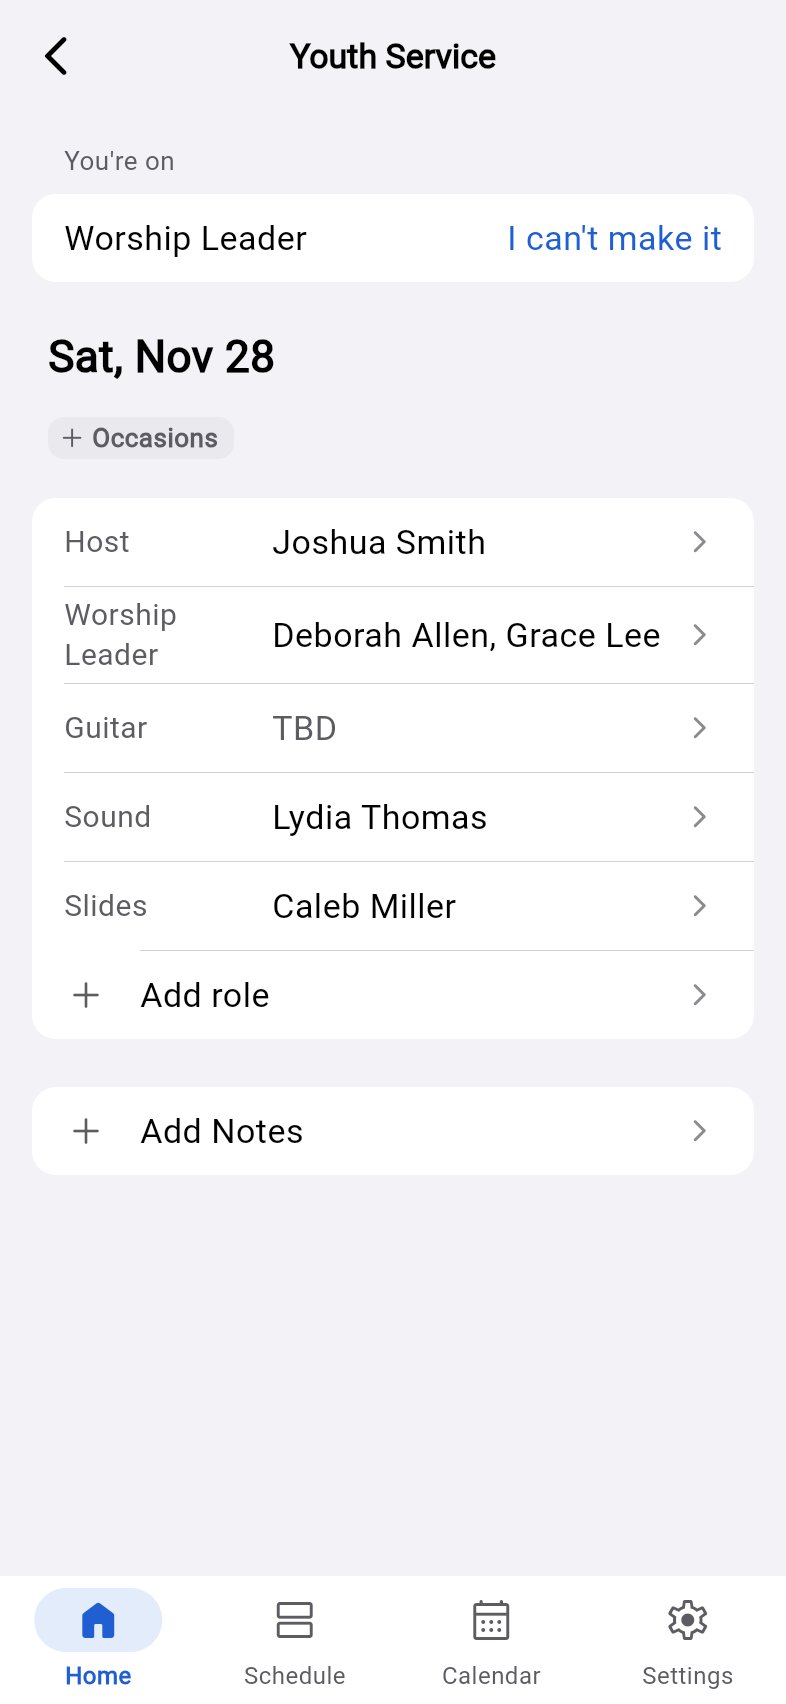 Youth Service
You're on
Worship Leader I can't make it
Sat, Nov 28
+ Occasions
Host Joshua Smith
Worship Leader Deborah Allen, Grace Lee
Guitar TBD
Sound Lydia Thomas
Slides Caleb Miller
+ Add role
+ Add Notes
Home Schedule Calendar Settings